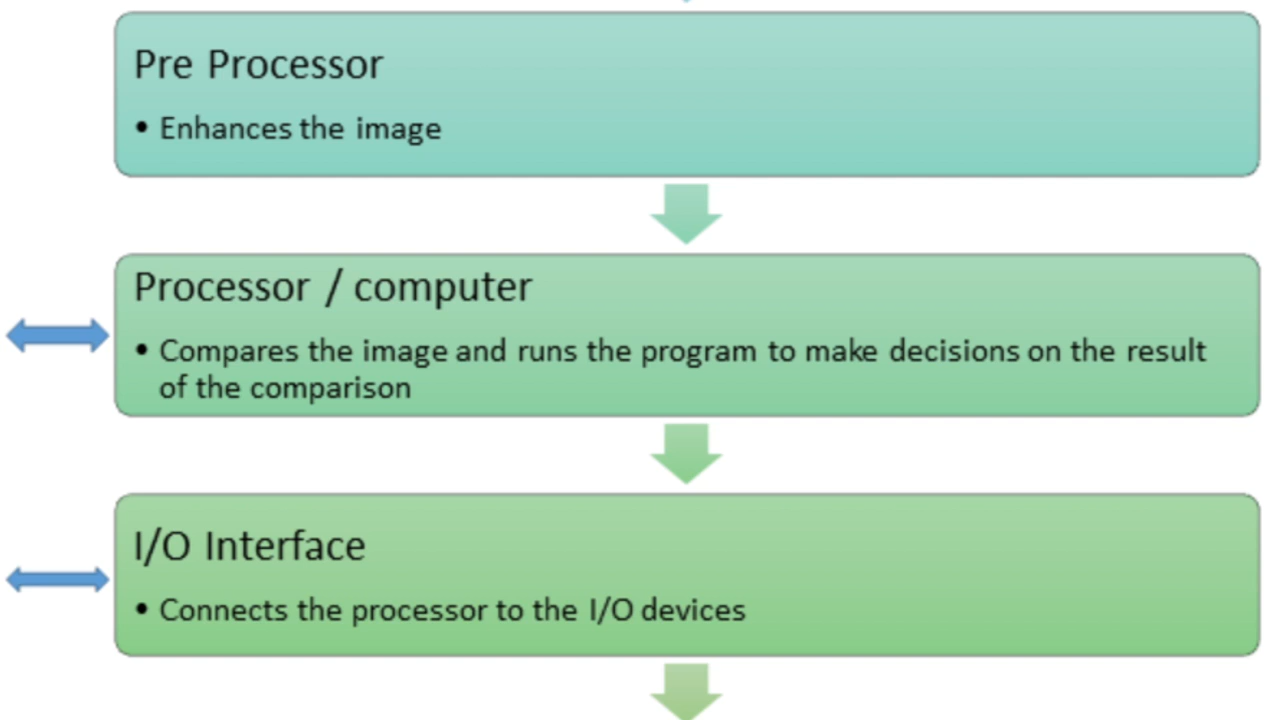 Pre Processor
• Enhances the image
Processor / computer
• Compares the image and runs the program to make decisions on the result
of the comparison
I/O Interface
• Connects the processor to the I/O devices